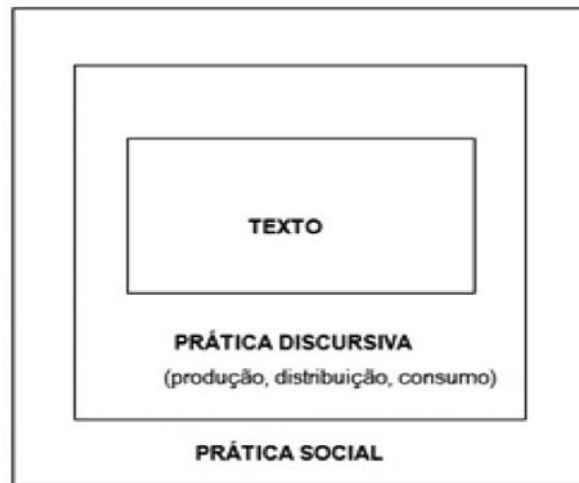 TEXTO
PRÁTICA DISCURSIVA
(produção, distribuição, consumo)
PRÁTICA SOCIAL